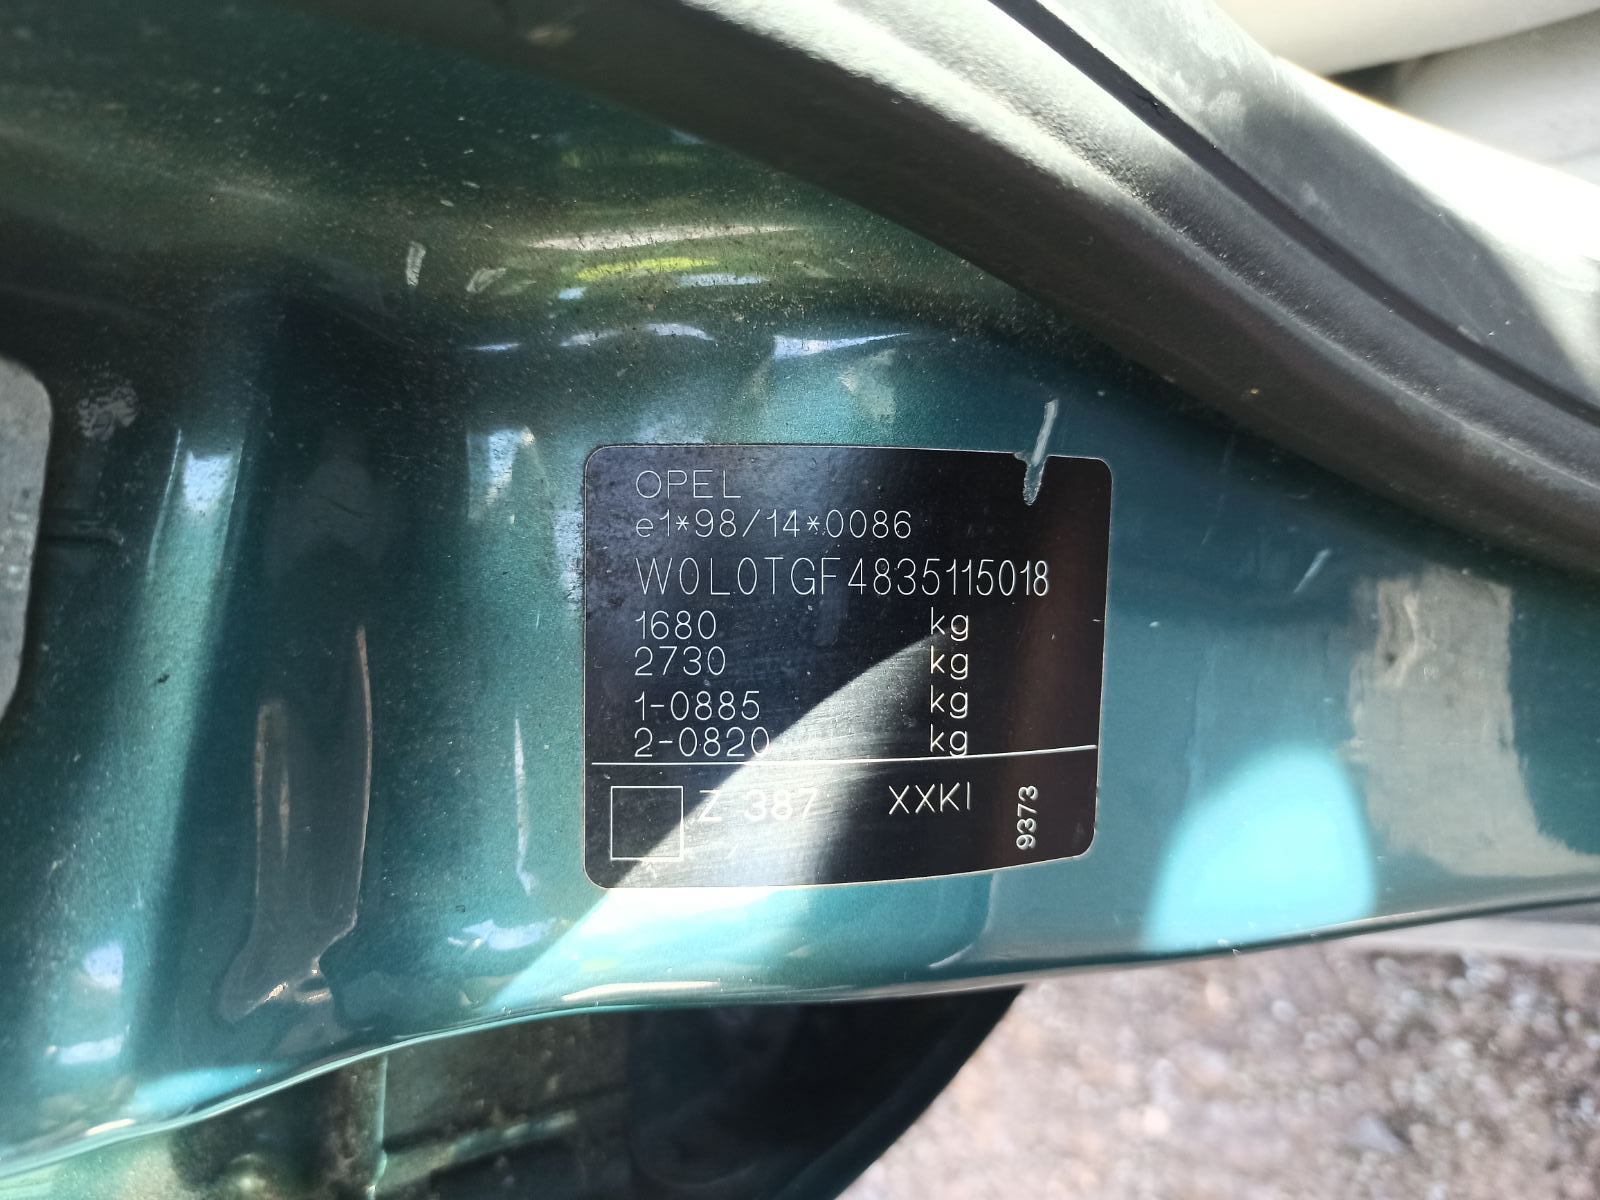 OPEL
e1*98/14*0086
W0L0TGF4835115018
1680 kg
2730 kg
1-0885 kg
2-0820 kg
Z 387 XXKI
9373